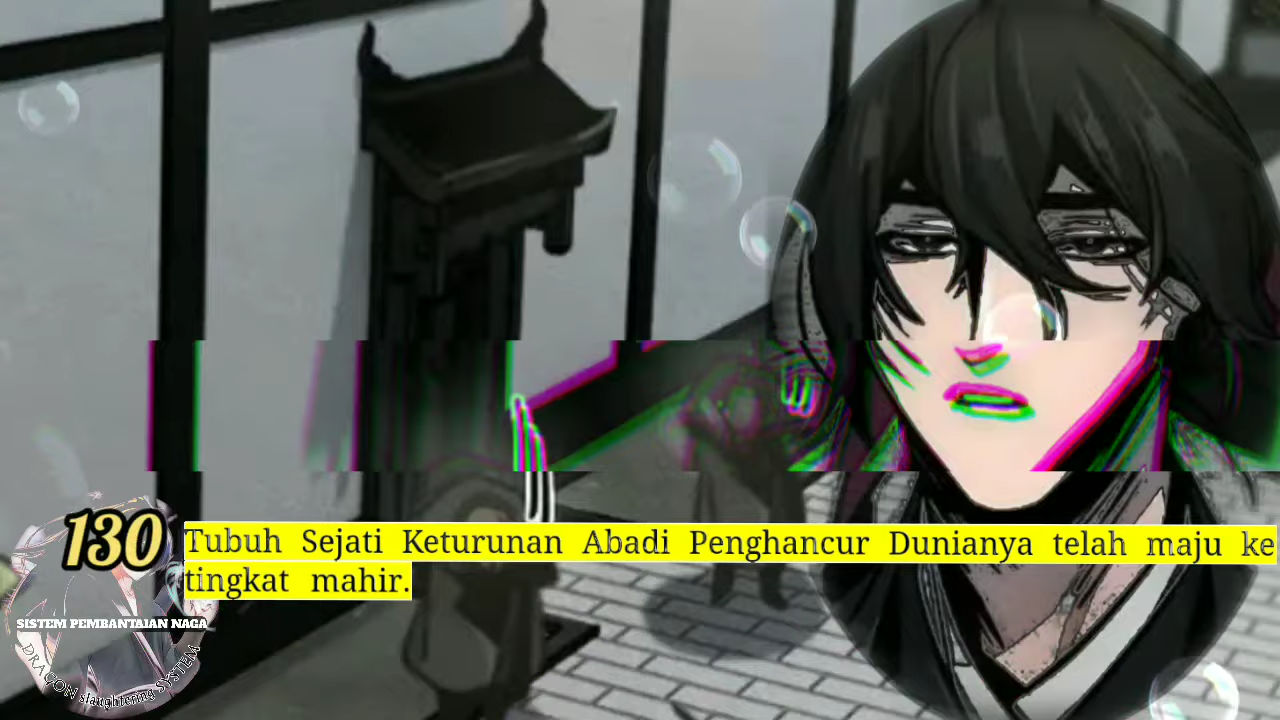 130
Tubuh Sejati Keturunan Abadi Penghancur Dunianya telah maju ke
tingkat mahir.
SISTEM PEMBANTAIAN NAGA
DRAGON slaughtering SYSTEM